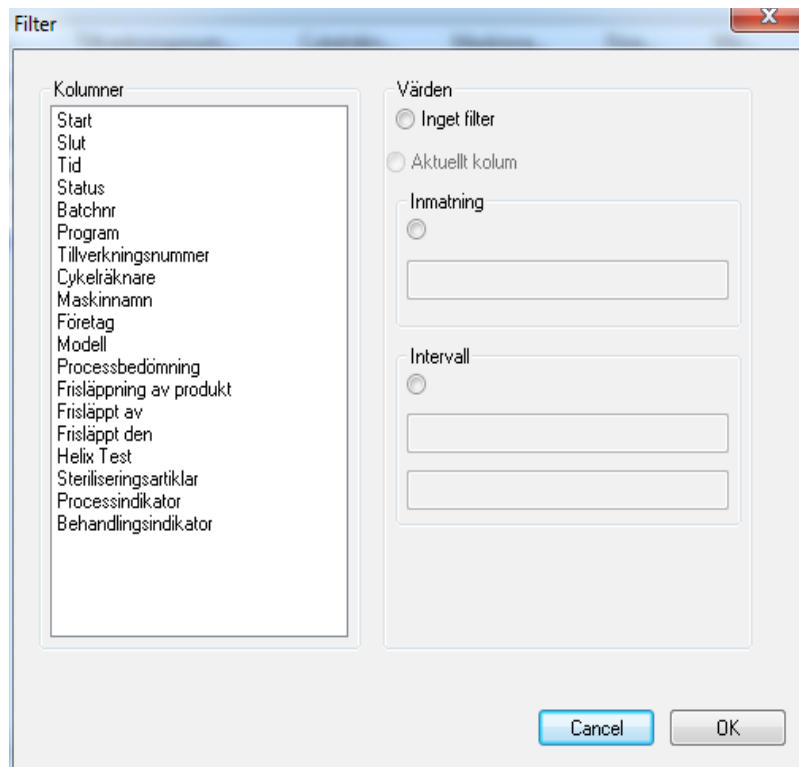 Filter
Kolumner
Start
Slut
Tid
Status
Batchnr
Program
Tillverkningsnummer
Cykelräknare
Maskinnamn
Företag
Modell
Processbedömning
Frisläppning av produkt
Frisläppt av
Frisläppt den
Helix Test
Steriliseringsartiklar
Processindikator
Behandlingsindikator
Värden
Inget filter
Aktuellt kolum
Inmatning
Intervall
Cancel
OK